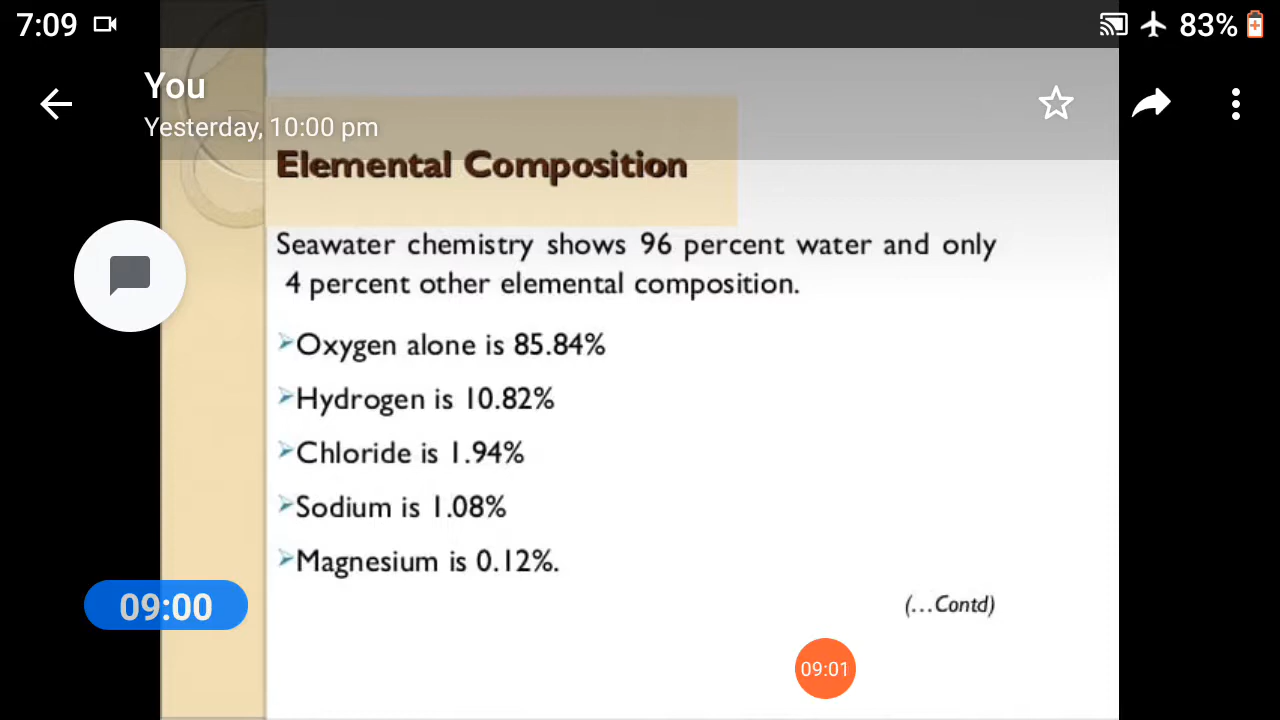 7:09
83%
You
Yesterday, 10:00 pm
Elemental Composition
Seawater chemistry shows 96 percent water and only
4 percent other elemental composition.
Oxygen alone is 85.84%
Hydrogen is 10.82%
Chloride is 1.94%
Sodium is 1.08%
Magnesium is 0.12%.
(...Contd)
09:00
09:01